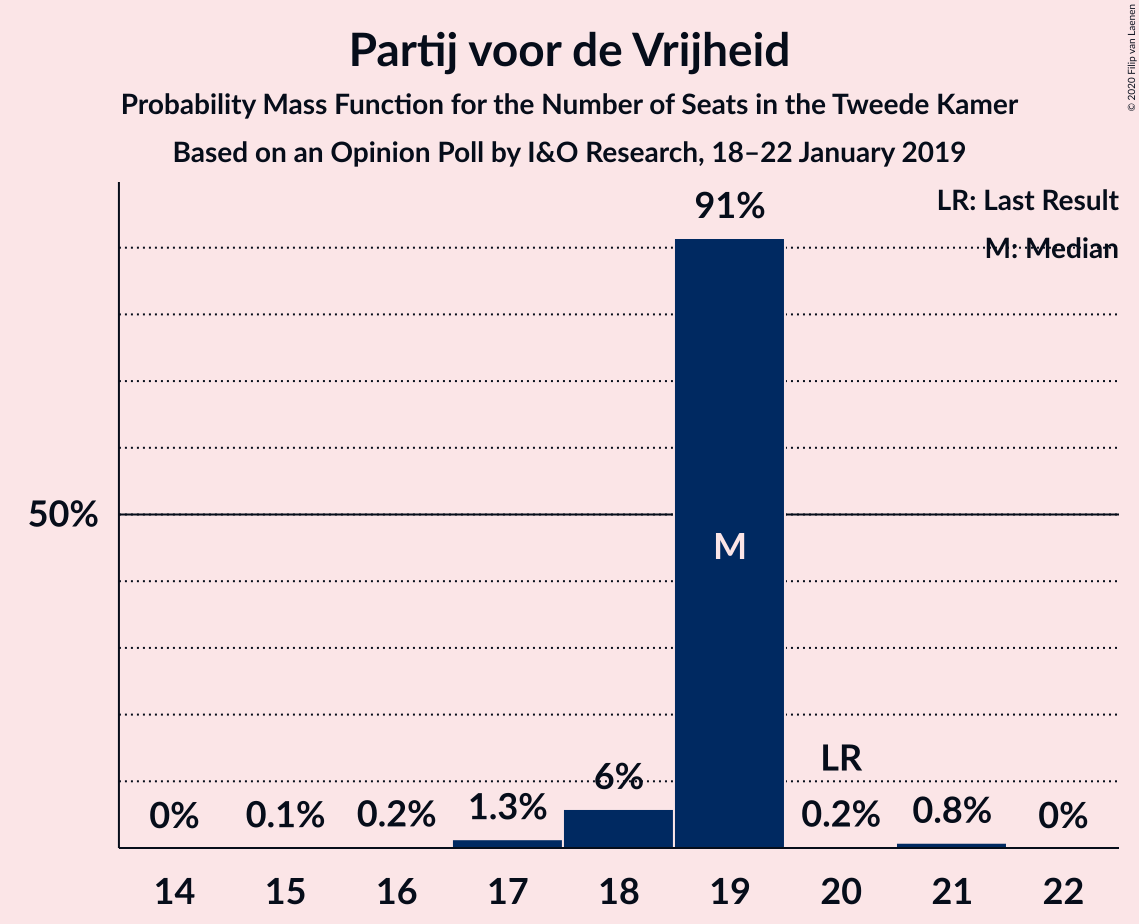 Partij voor de Vrijheid
Probability Mass Function for the Number of Seats in the Tweede Kamer
Based on an Opinion Poll by I&O Research, 18–22 January 2019
© 2020 Filip van Laenen
LR: Last Result
M: Median
91%
50%
M
LR
6%
0% 0.1% 0.2% 1.3% 0.2% 0.8% 0%
14 15 16 17 18 19 20 21 22